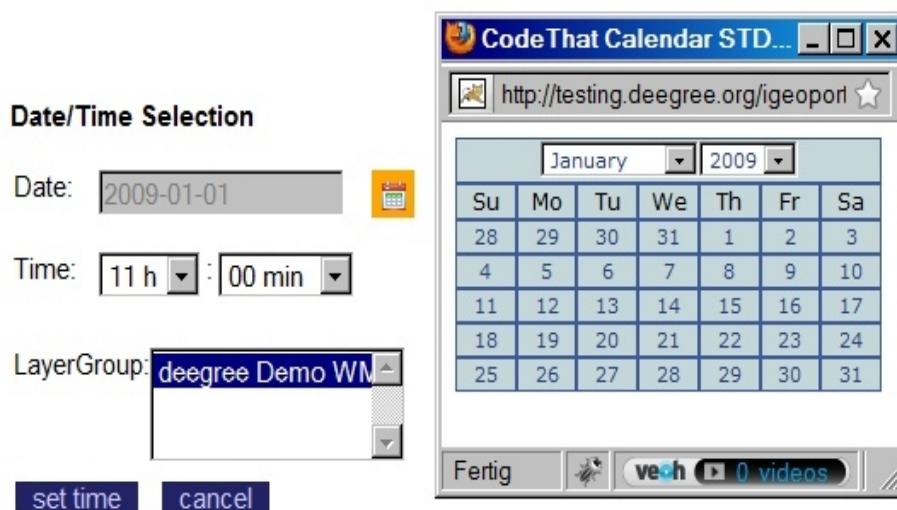 Date/Time Selection
Date: 2009-01-01
Time: 11 h : 00 min
LayerGroup: deegree Demo WM
set time cancel
CodeThat Calendar STD...
http://testing.deegree.org/igeoport
January 2009
Su Mo Tu We Th Fr Sa
28 29 30 31 1 2 3
4 5 6 7 8 9 10
11 12 13 14 15 16 17
18 19 20 21 22 23 24
25 26 27 28 29 30 31
Fertig veoh 0 videos